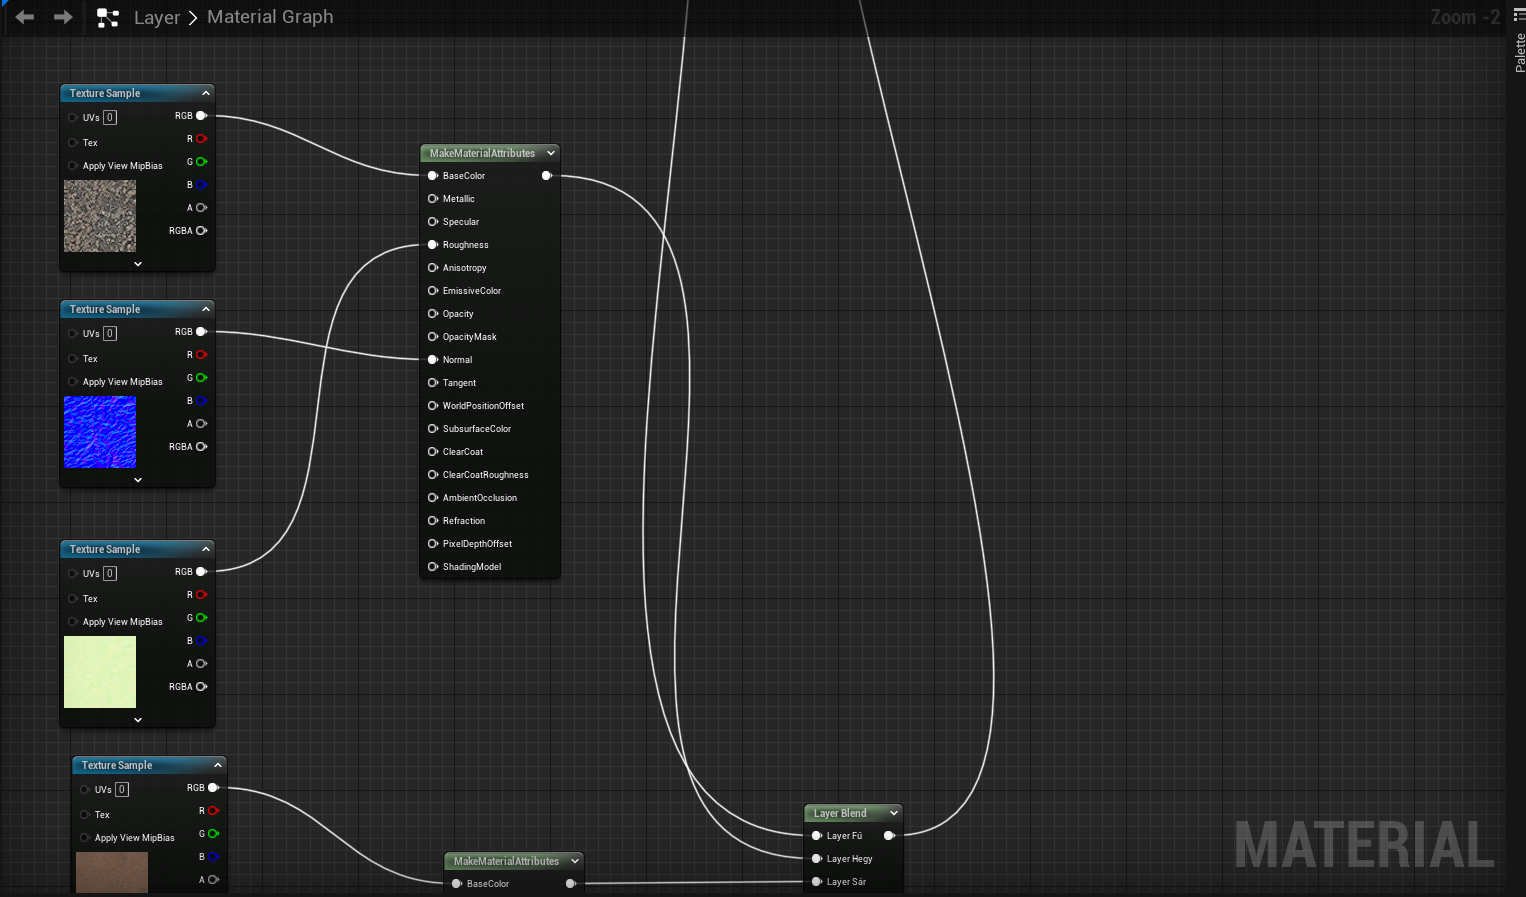 Layer > Material Graph
Zoom -2
Palette
Texture Sample
UVs 0
RGB
R
Tex
G
Apply View MipBias
B
A
RGBA
MakeMaterialAttributes
BaseColor
Metallic
Specular
Roughness
Anisotropy
EmissiveColor
Opacity
OpacityMask
Normal
Tangent
WorldPositionOffset
SubsurfaceColor
ClearCoat
ClearCoatRoughness
AmbientOcclusion
Refraction
PixelDepthOffset
ShadingModel
Texture Sample
UVs 0
RGB
R
Tex
G
Apply View MipBias
B
A
RGBA
Texture Sample
UVs 0
RGB
R
Tex
G
Apply View MipBias
B
A
RGBA
Texture Sample
UVs 0
RGB
R
Tex
G
Apply View MipBias
B
A
MakeMaterialAttributes
BaseColor
Layer Blend
Layer Fú
Layer Hegy
Layer Sár
MATERIAL